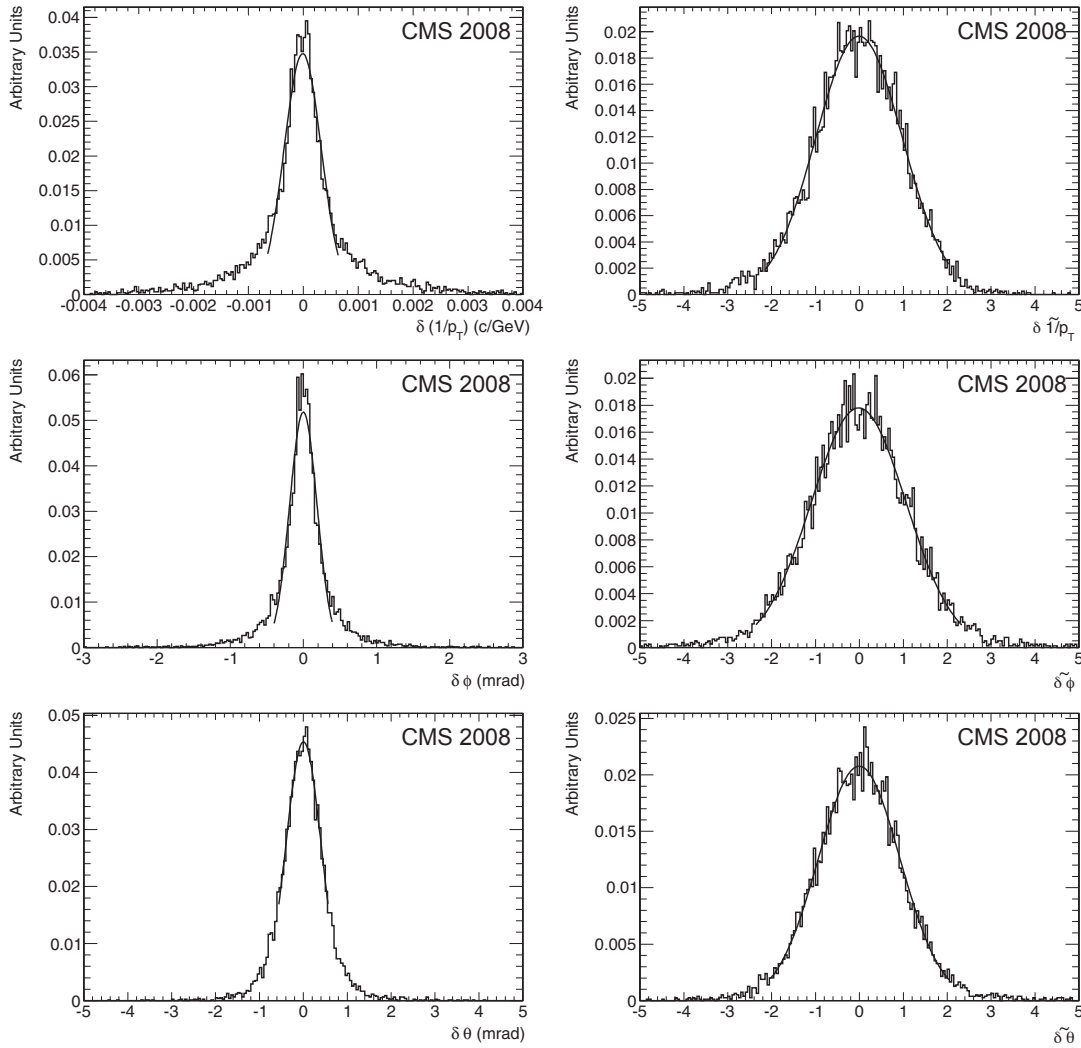 Arbitrary Units
CMS 2008
0.04
0.035
0.03
0.025
0.02
0.015
0.01
0.005
0
-0.004 -0.003 -0.002 -0.001 0 0.001 0.002 0.003 0.004
δ (1/p_T) (c/GeV)
Arbitrary Units
CMS 2008
0.02
0.018
0.016
0.014
0.012
0.01
0.008
0.006
0.004
0.002
0
-5 -4 -3 -2 -1 0 1 2 3 4 5
δ 1̃/p_T
Arbitrary Units
CMS 2008
0.06
0.05
0.04
0.03
0.02
0.01
0
-3 -2 -1 0 1 2 3
δ ϕ (mrad)
Arbitrary Units
CMS 2008
0.02
0.018
0.016
0.014
0.012
0.01
0.008
0.006
0.004
0.002
0
-5 -4 -3 -2 -1 0 1 2 3 4 5
δ̃ ϕ
Arbitrary Units
CMS 2008
0.05
0.04
0.03
0.02
0.01
0
-5 -4 -3 -2 -1 0 1 2 3 4 5
δ θ (mrad)
Arbitrary Units
CMS 2008
0.025
0.02
0.015
0.01
0.005
0
-5 -4 -3 -2 -1 0 1 2 3 4 5
δ̃ θ